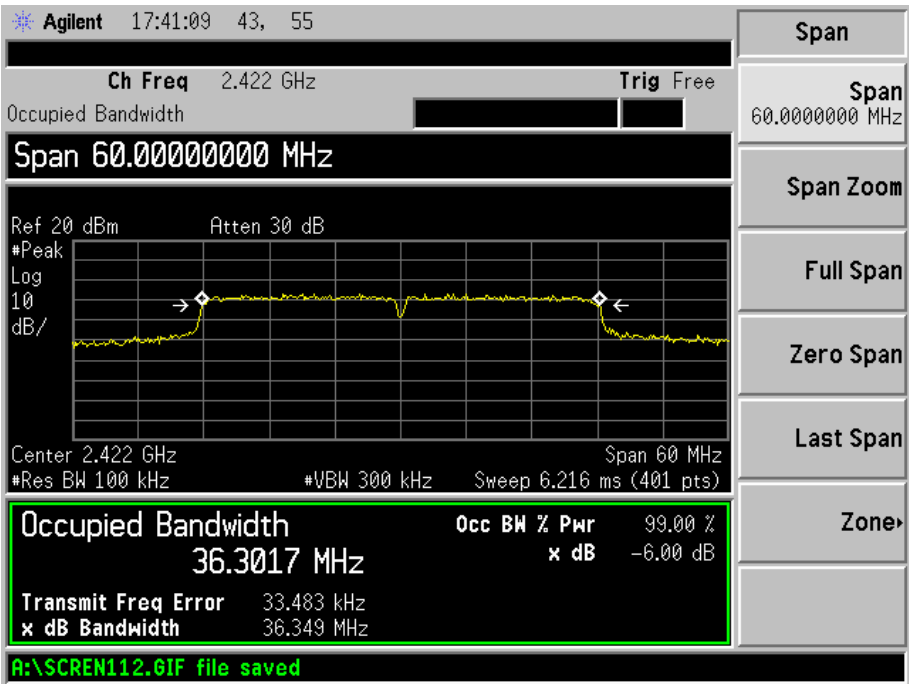 Agilent 17:41:09 43, 55
Ch Freq 2.422 GHz Trig Free
Occupied Bandwidth
Span 60.00000000 MHz
Ref 20 dBm Atten 30 dB
#Peak
Log
10
dB/
Center 2.422 GHz Span 60 MHz
#Res BW 100 kHz #VBW 300 kHz Sweep 6.216 ms (401 pts)
Occupied Bandwidth Occ BW % Pwr 99.00 %
36.3017 MHz x dB -6.00 dB
Transmit Freq Error 33.483 kHz
x dB Bandwidth 36.349 MHz
A:\SCREN112.GIF file saved
Span
Span
60.0000000 MHz
Span Zoom
Full Span
Zero Span
Last Span
Zone